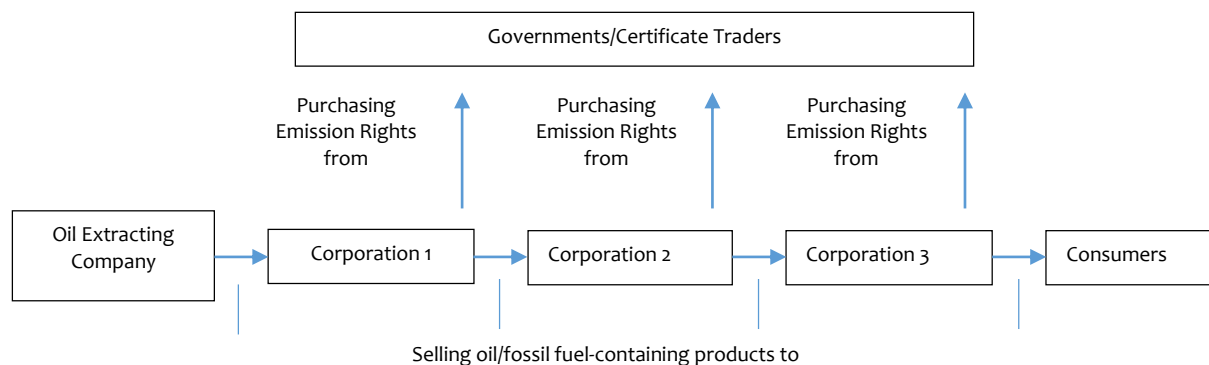 Governments/Certificate Traders
Purchasing
Emission Rights
from
Purchasing
Emission Rights
from
Purchasing
Emission Rights
from
Oil Extracting
Company
Corporation 1
Corporation 2
Corporation 3
Consumers
Selling oil/fossil fuel-containing products to